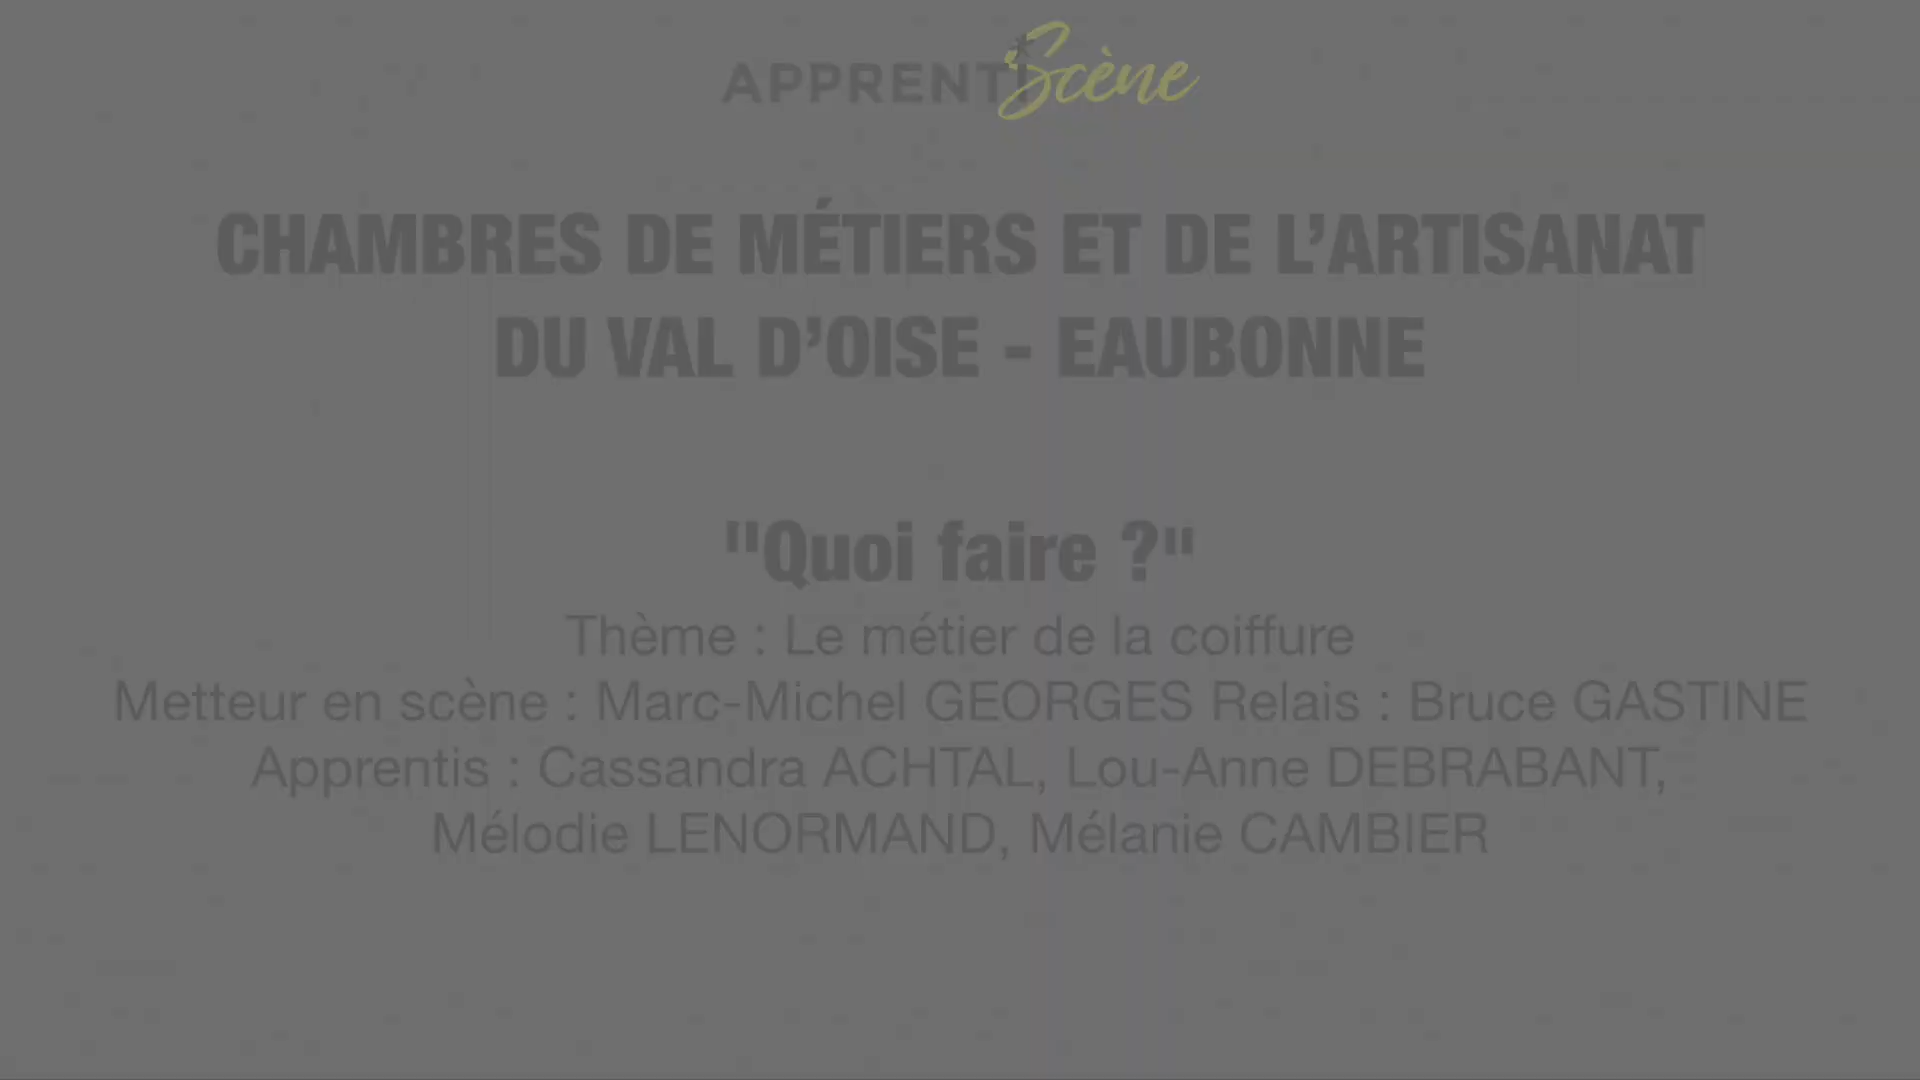 APPRENTiScène
CHAMBRES DE MÉTIERS ET DE L’ARTISANAT
DU VAL D’OISE - EAUBONNE
"Quoi faire ?"
Thème : Le métier de la coiffure
Metteur en scène : Marc-Michel GEORGES Relais : Bruce GASTINE
Apprentis : Cassandra ACHTAL, Lou-Anne DEBRABANT,
Mélodie LENORMAND, Mélanie CAMBIER